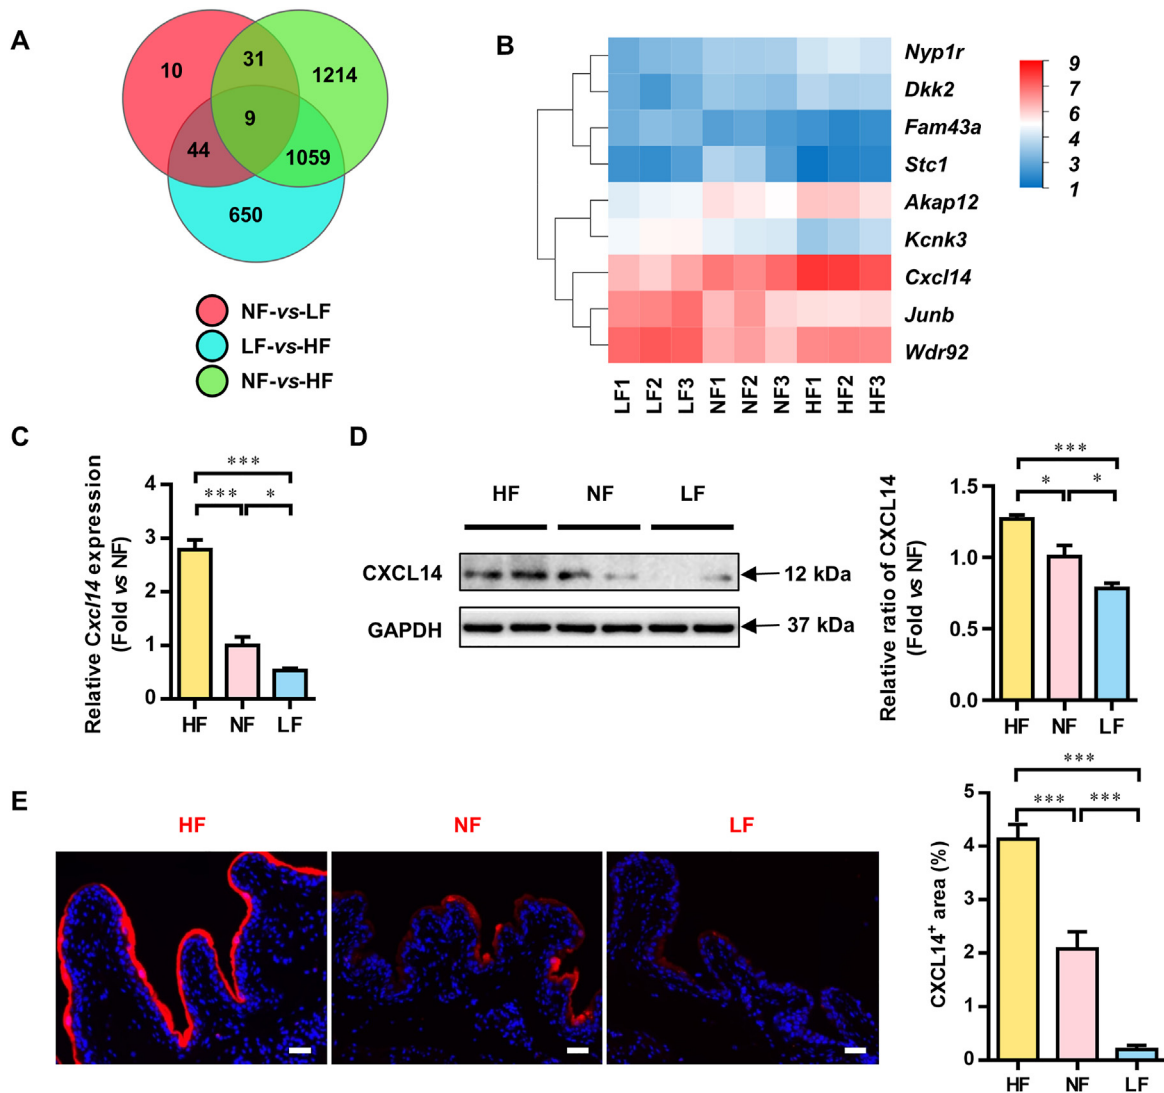 A
10
31
1214
9
44
1059
650
NF-vs-LF
LF-vs-HF
NF-vs-HF
B
Nyp1r
Dkk2
Fam43a
Stc1
Akap12
Kcnk3
Cxcl14
Junb
Wdr92
LF1 LF2 LF3 NF1 NF2 NF3 HF1 HF2 HF3
9
7
6
4
3
1
C
Relative Cxcl14 expression
(Fold vs NF)
4
3
2
1
0
***
*** *
HF NF LF
D
HF NF LF
CXCL14
12 kDa
GAPDH
37 kDa
Relative ratio of CXCL14
(Fold vs NF)
1.5
1.0
0.5
0.0
***
* *
HF NF LF
E
HF NF LF
CXCL14+ area (%)
5
4
3
2
1
0
***
*** ***
HF NF LF